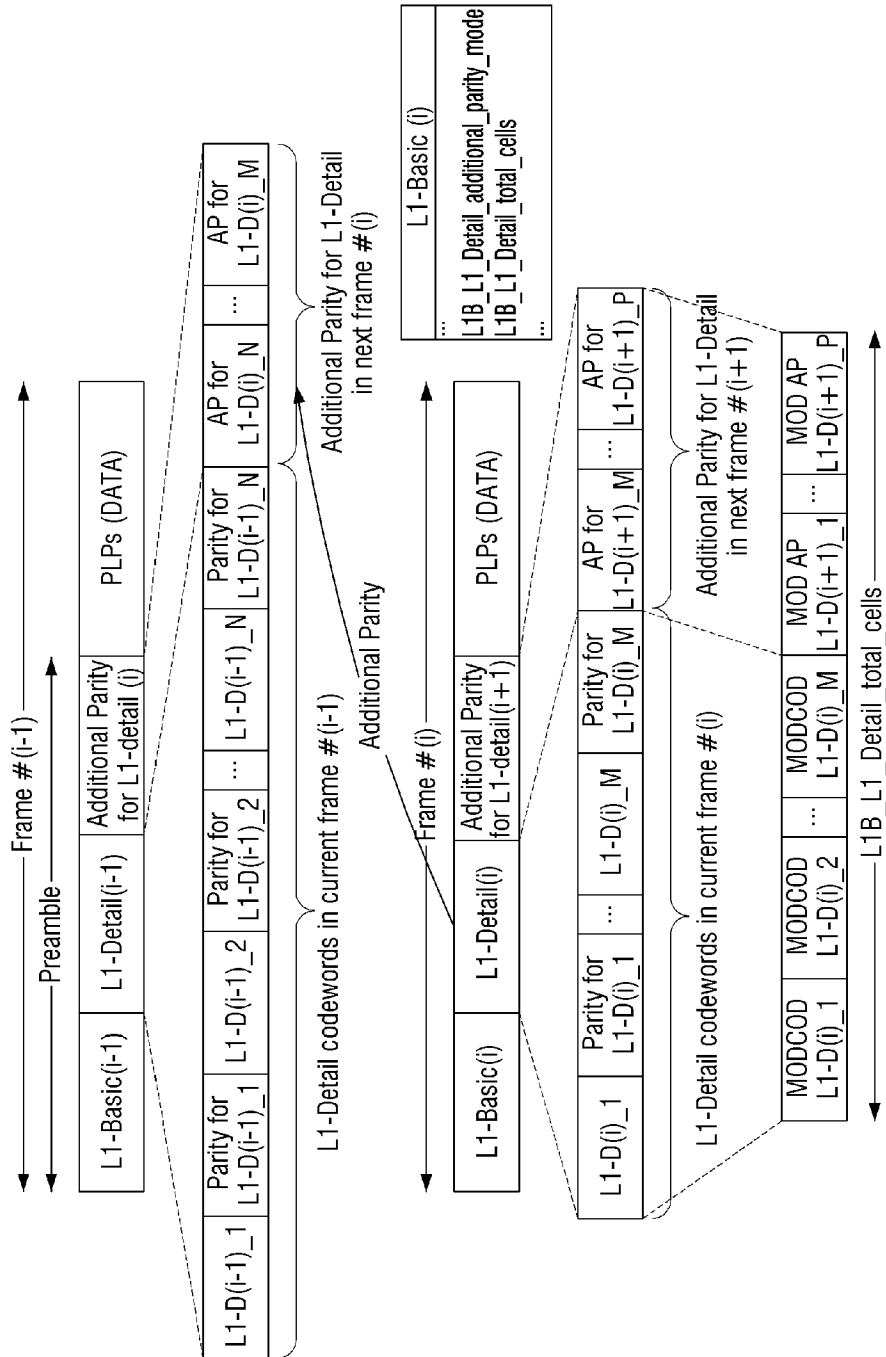 Frame #(i-1)
Preamble
L1-Basic(i-1)
L1-Detail(i-1)
Additional Parity
for L1-detail (i)
PLPs (DATA)
L1-D(i-1)_1
Parity for
L1-D(i-1)_1
L1-D(i-1)_2
Parity for
L1-D(i-1)_2
...
L1-D(i-1)_N
Parity for
L1-D(i-1)_N
AP for
L1-D(i)_N
...
AP for
L1-D(i)_M
L1-Detail codewords in current frame #(i-1)
Additional Parity for L1-Detail
in next frame #(i)
Additional Parity
Frame #(i)
L1-Basic(i)
L1-Detail(i)
Additional Parity
for L1-detail(i+1)
PLPs (DATA)
L1-Basic (i)
...
L1B_L1_Detail_additional_parity_mode
L1B_L1_Detail_total_cells
...
L1-D(i)_1
Parity for
L1-D(i)_1
...
L1-D(i)_M
Parity for
L1-D(i)_M
AP for
L1-D(i+1)_M
...
AP for
L1-D(i+1)_P
L1-Detail codewords in current frame #(i)
Additional Parity for L1-Detail
in next frame #(i+1)
MODCOD
L1-D(i)_1
MODCOD
L1-D(i)_2
...
MODCOD
L1-D(i)_M
MOD AP
L1-D(i+1)_1
...
MOD AP
L1-D(i+1)_P
L1B_L1_Detail_total_cells